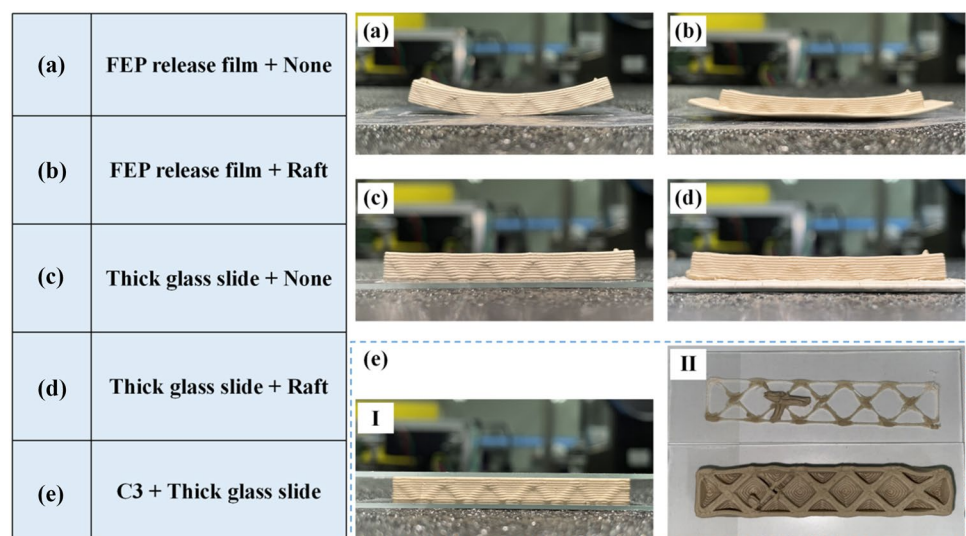 (a) FEP release film + None
(b) FEP release film + Raft
(c) Thick glass slide + None
(d) Thick glass slide + Raft
(e) C3 + Thick glass slide
(a)
(b)
(c)
(d)
(e)
I
II